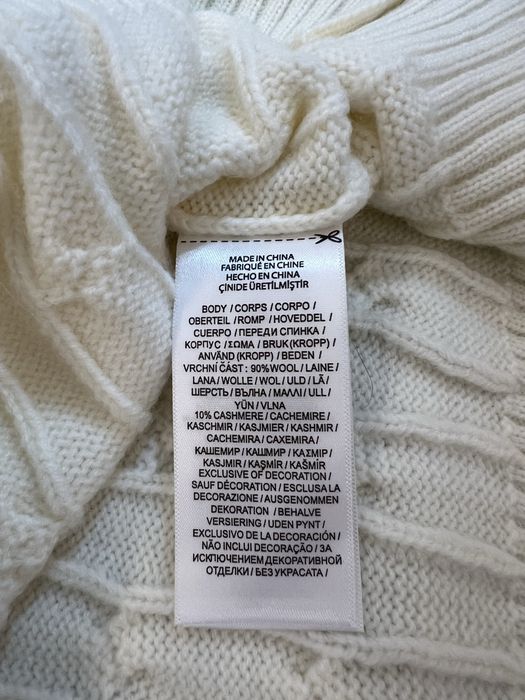 MADE IN CHINA
FABRIQUÉ EN CHINE
HECHO EN CHINA
ÇINIDE ÜRETİLMİŞTİR
BODY / CORPS / CORPO /
OBERTEIL / ROMP / HOVEDDEL /
CUERPO / ПЕРЕД И СПИНКА /
КОРПУС / ΣΩΜΑ / BRUK (KROPP) /
ANVÄND (KROPP) / BEDEN /
VRCHNÍ ČÁST : 90% WOOL / LAINE /
LANA / WOLLE / WOL / ULD / LÃ /
ШЕРСТЬ / ВЪЛНА / ΜΑΛΛΙ / ULL /
YÜN / VLNA
10% CASHMERE / CACHEMIRE /
KASCHMIR / KASJMIER / KASHMIR /
CACHEMIRA / CAXEMIRA /
КАШЕМИР / КАШМИР / ΚΑΣΜΙΡ /
KASJMIR / KAŞMİR / KAŠMÍR
EXCLUSIVE OF DECORATION /
SAUF DÉCORATION / ESCLUSA LA
DECORAZIONE / AUSGENOMMEN
DEKORATION / BEHALVE
VERSIERING / UDEN PYNT /
EXCLUSIVO DE LA DECORACIÓN /
NÃO INCLUI DECORAÇÃO / ЗА
ИСКЛЮЧЕНИЕМ ДЕКОРАТИВНОЙ
ОТДЕЛКИ / БЕЗ УКРАСАТА /